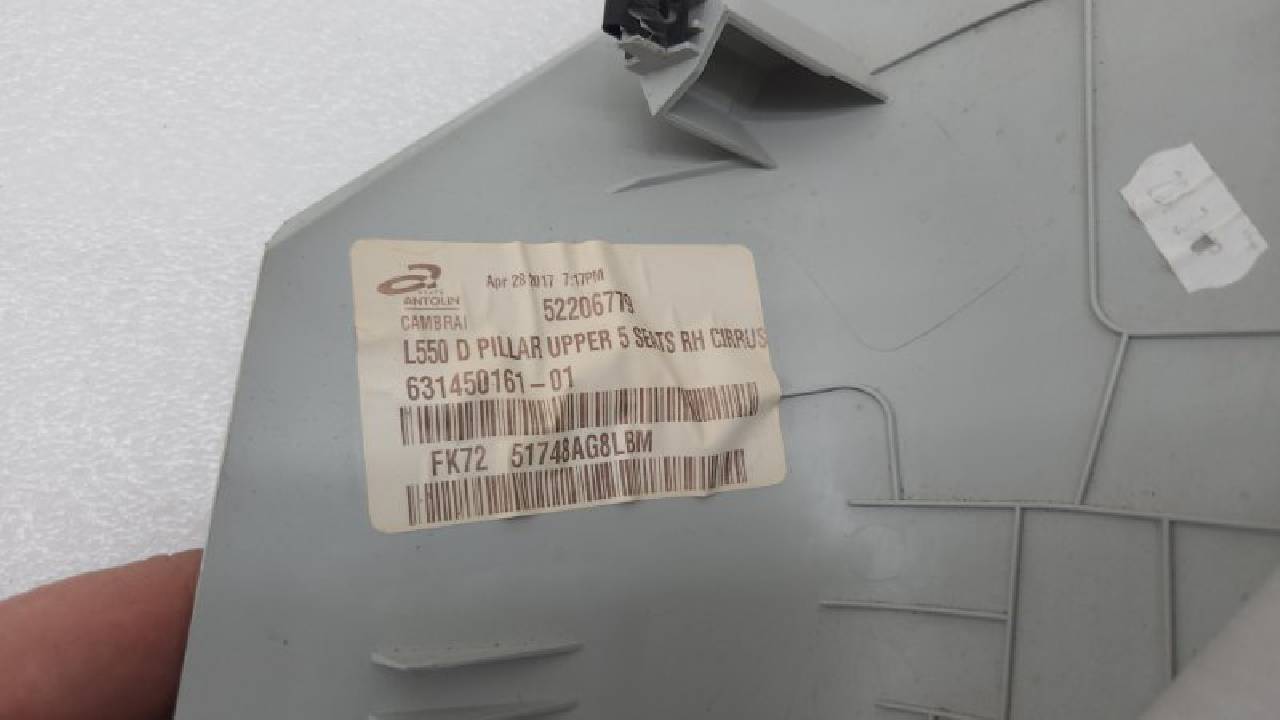 Apr 28 2017 7:17PM
ANTOLIN
52206779
CAMBRAI
L550 D PILLAR UPPER 5 SEATS RH CIRRUS
631450161-01
FK72 51748AG8LBM